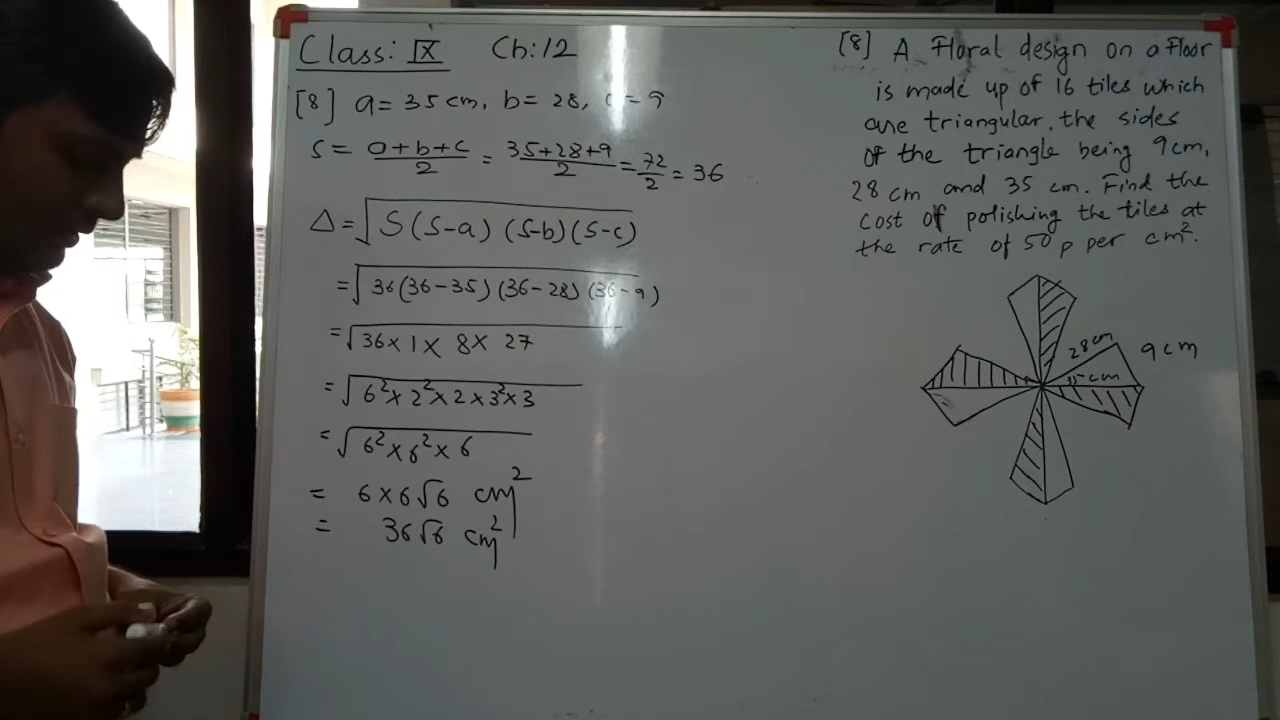 Class: IX Ch:12
[8] a = 35 cm, b = 28, c = 9
S = a+b+c/2 = 35+28+9/2 = 72/2 = 36
Δ = √S(S-a)(S-b)(S-c)
= √36(36-35)(36-28)(36-9)
= √36×1×8×27
= √6²×2²×2×3²×3
= √6²×6²×6
= 6×6√6 cm²
= 36√6 cm²
[8] A Floral design on a Floor
is made up of 16 tiles which
are triangular, the sides
of the triangle being 9cm,
28 cm and 35 cm. Find the
cost of polishing the tiles at
the rate of 50 p per cm².
28cm
9cm
cm